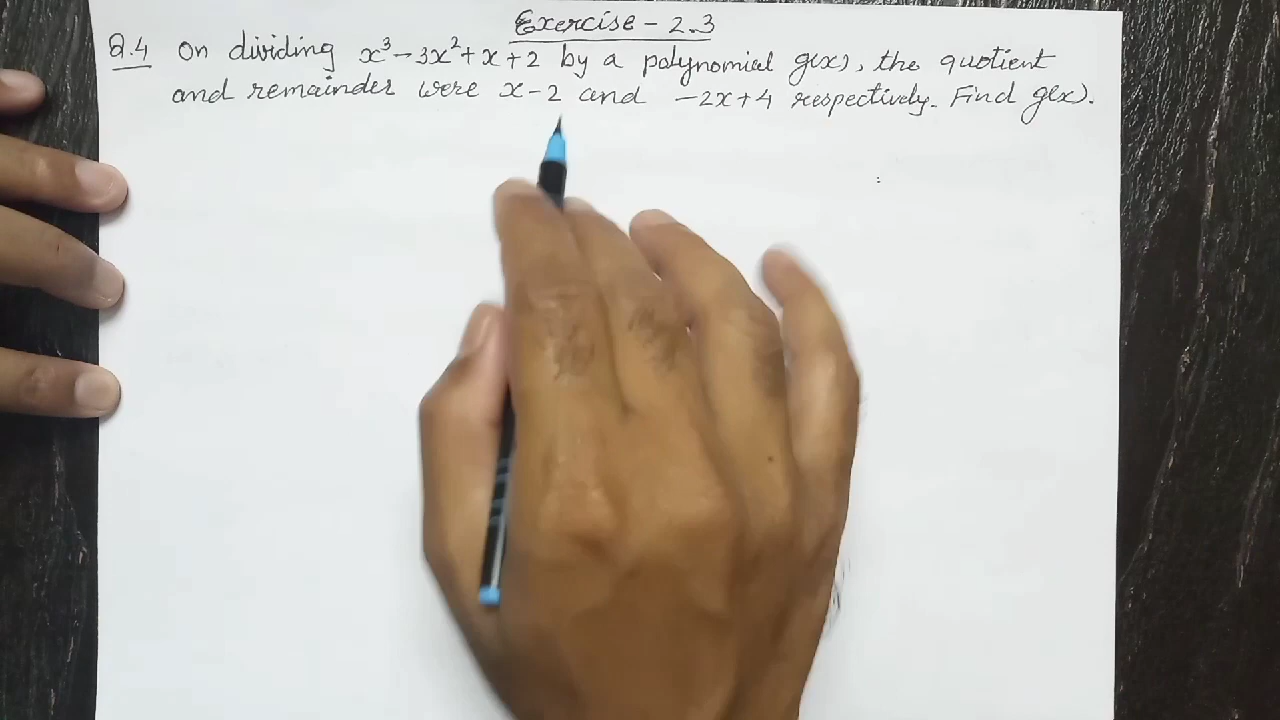 Exercise - 2.3
Q.4 on dividing x³ - 3x² + x + 2 by a polynomial g(x), the quotient
and remainder were x - 2 and -2x + 4 respectively. Find g(x).